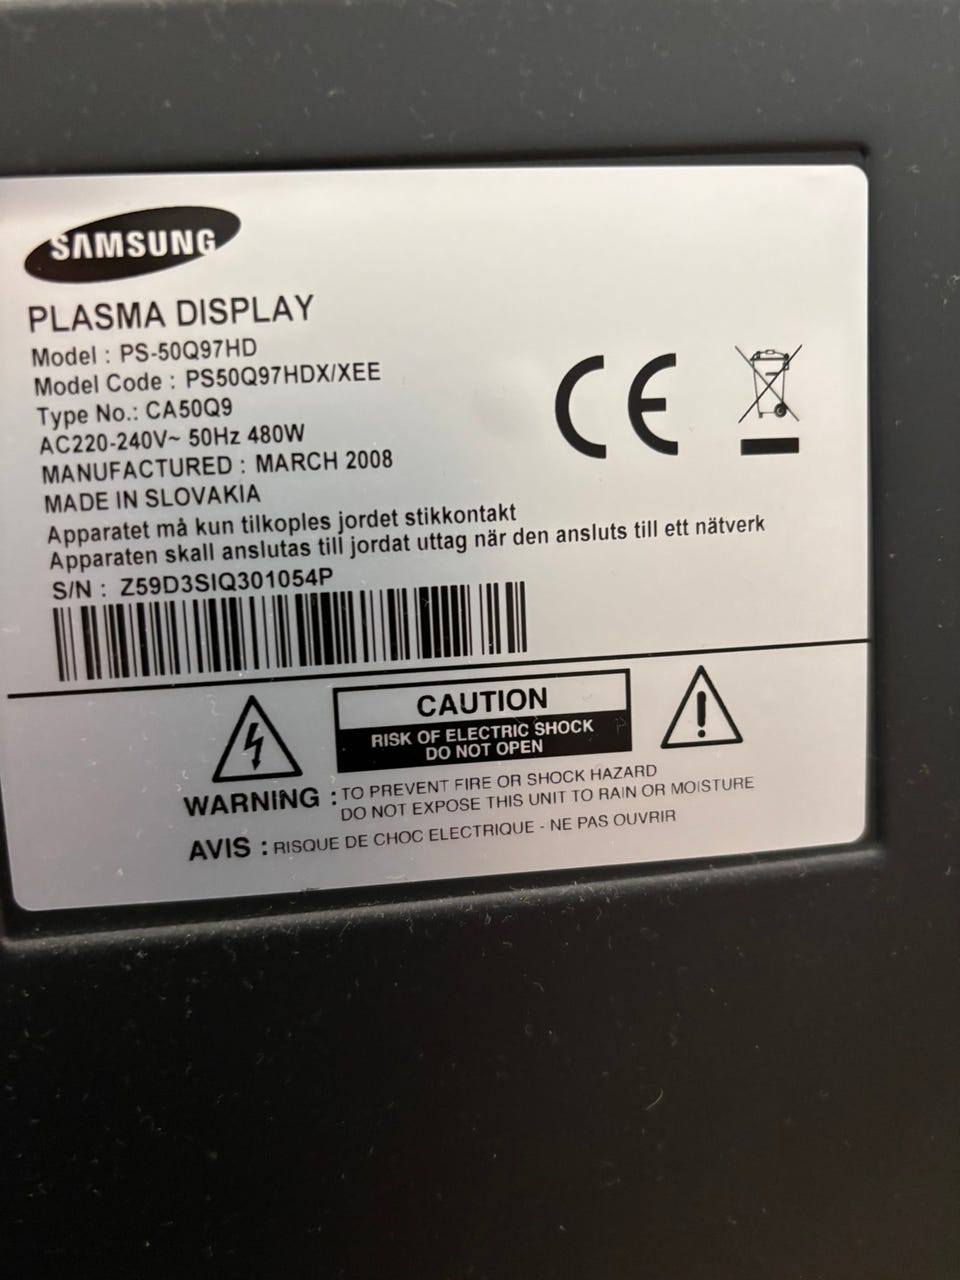 SAMSUNG
PLASMA DISPLAY
Model : PS-50Q97HD
Model Code : PS50Q97HDX/XEE
Type No.: CA50Q9
AC220-240V~ 50Hz 480W
MANUFACTURED : MARCH 2008
MADE IN SLOVAKIA
Apparatet må kun tilkoples jordet stikkontakt
Apparaten skall anslutas till jordat uttag när den ansluts till ett nätverk
S/N : Z59D3SIQ301054P
CE
CAUTION
RISK OF ELECTRIC SHOCK
DO NOT OPEN
WARNING : TO PREVENT FIRE OR SHOCK HAZARD
DO NOT EXPOSE THIS UNIT TO RAIN OR MOISTURE
AVIS : RISQUE DE CHOC ELECTRIQUE - NE PAS OUVRIR